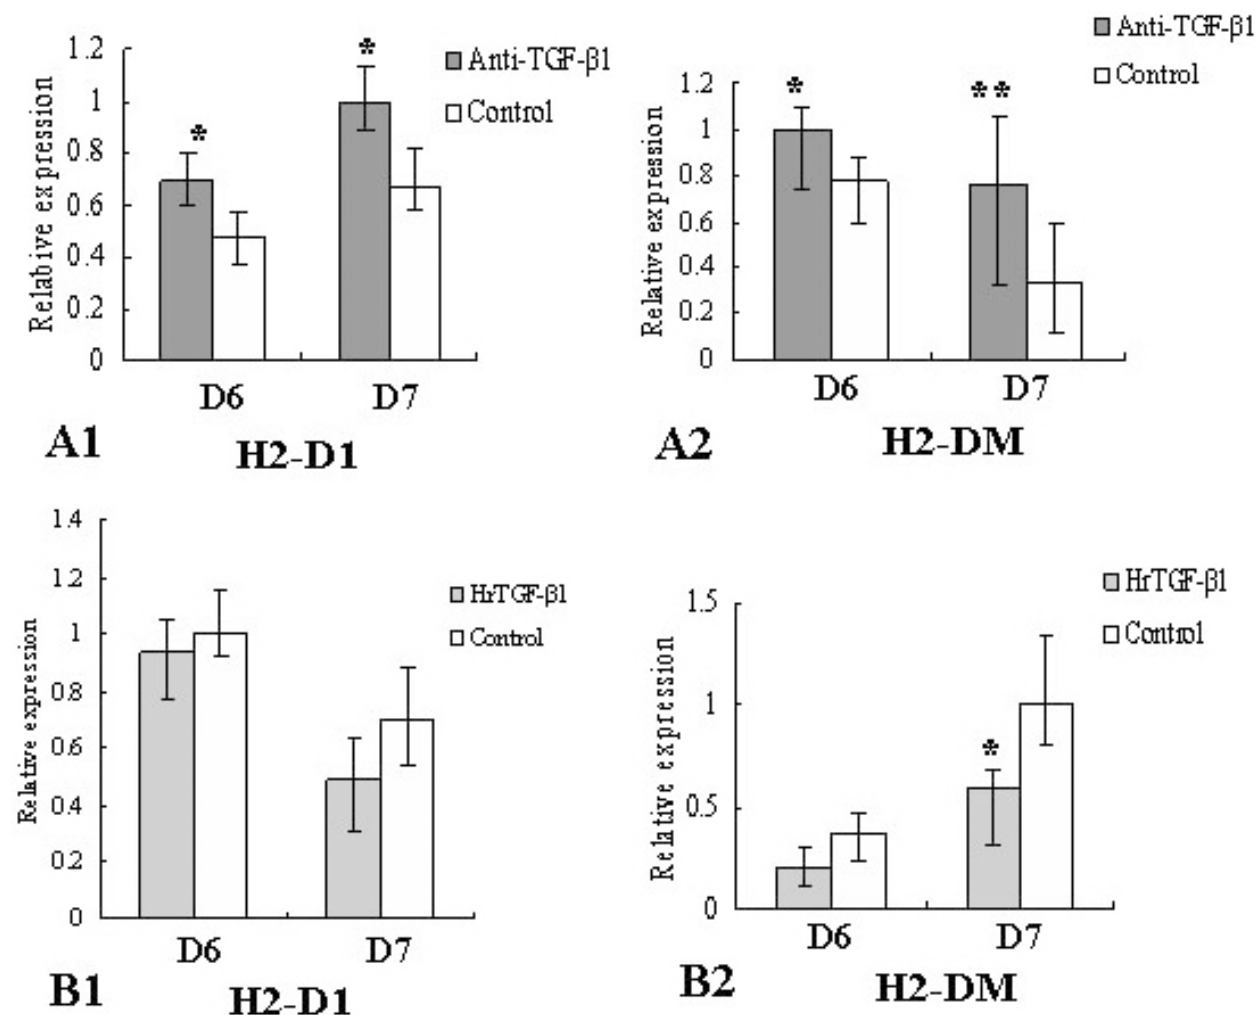 1.2
1
0.8
0.6
0.4
0.2
0
Relabive expression
*
*
Anti-TGF-β1
Control
D6
D7
A1
H2-D1
1.2
1
0.8
0.6
0.4
0.2
0
Relative expression
*
**
Anti-TGF-β1
Control
D6
D7
A2
H2-DM
1.4
1.2
1
0.8
0.6
0.4
0.2
0
Relative expression
HrTGF-β1
Control
D6
D7
B1
H2-D1
1.5
1
0.5
0
Relative expression
*
HrTGF-β1
Control
D6
D7
B2
H2-DM